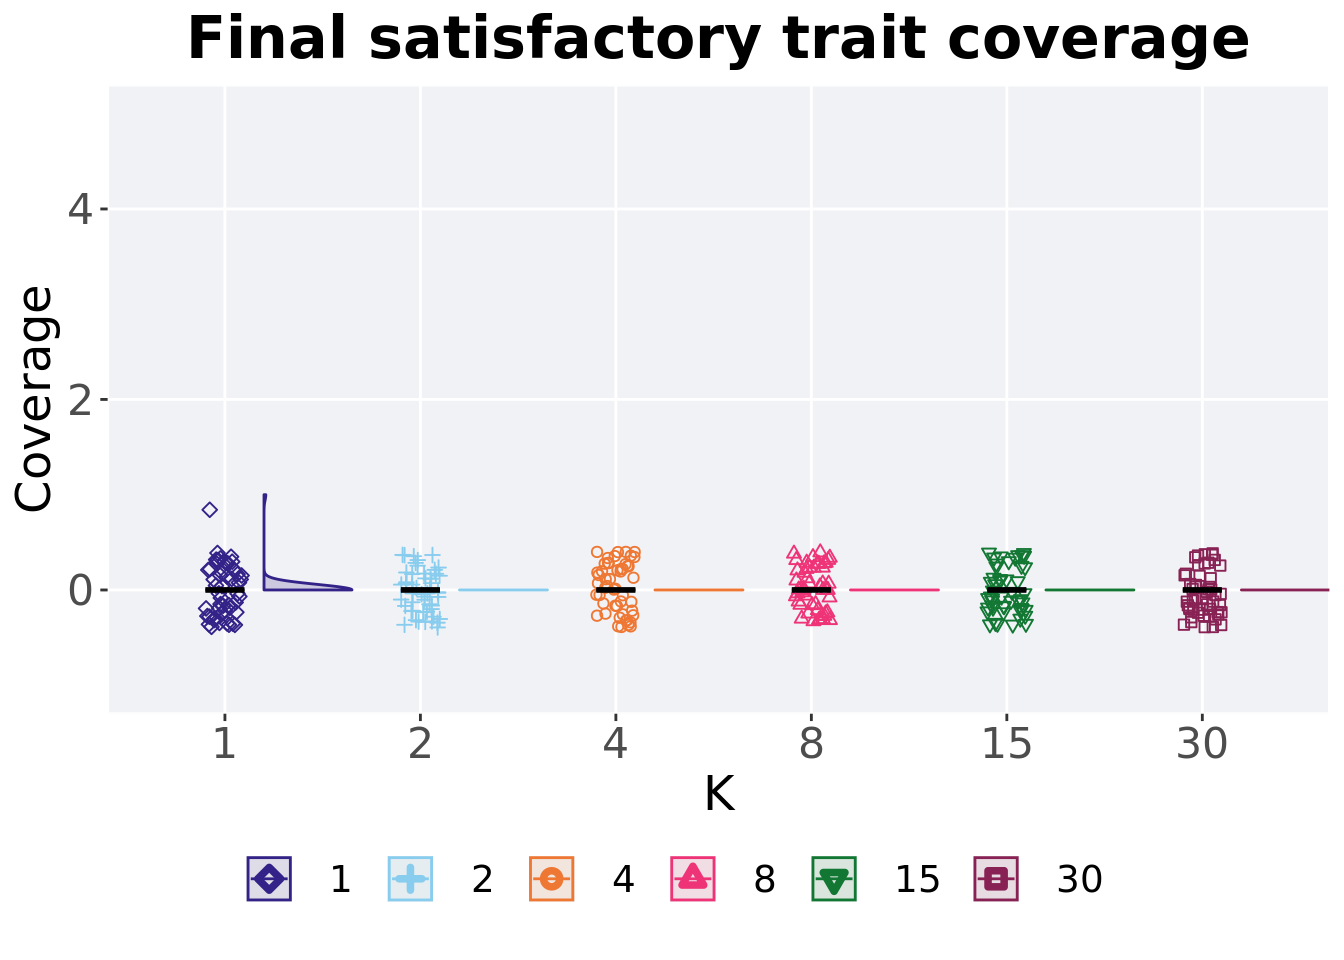 Final satisfactory trait coverage
Coverage
4
2
0
1 2 4 8 15 30
K
1 2 4 8 15 30